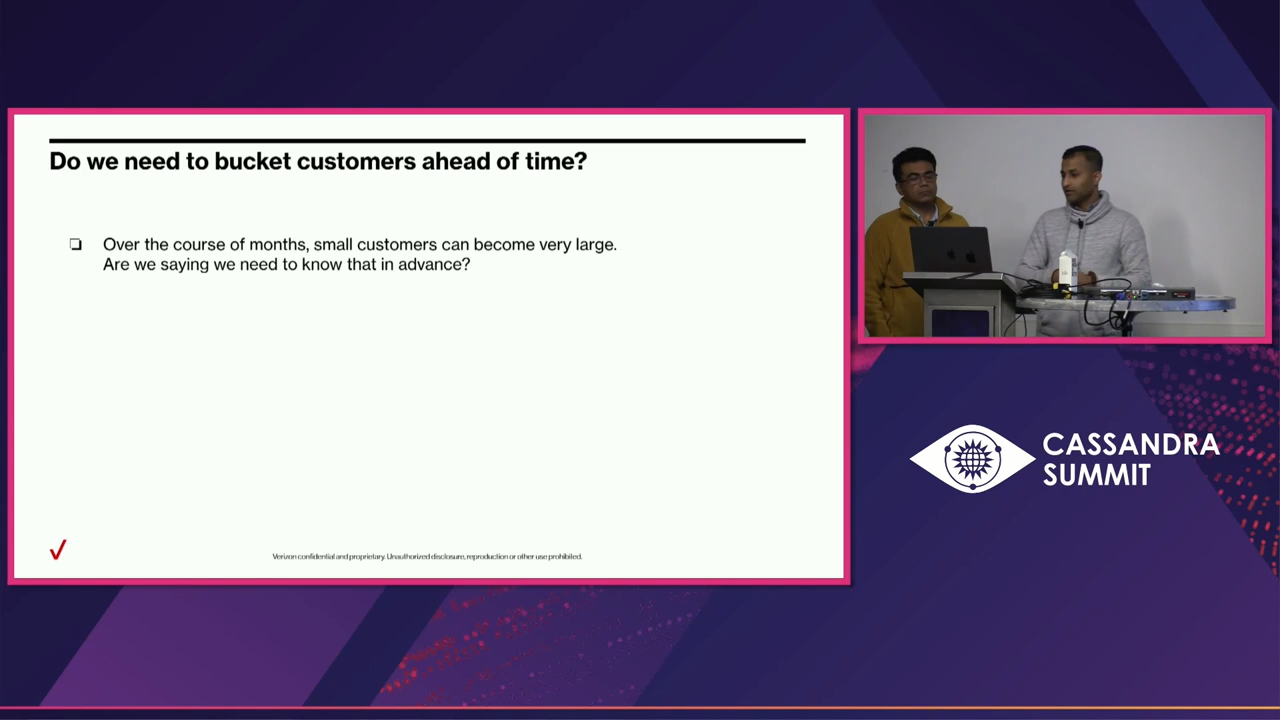 Do we need to bucket customers ahead of time?
Over the course of months, small customers can become very large.
Are we saying we need to know that in advance?
Verizon confidential and proprietary. Unauthorized disclosure, reproduction or other use prohibited.
CASSANDRA
SUMMIT